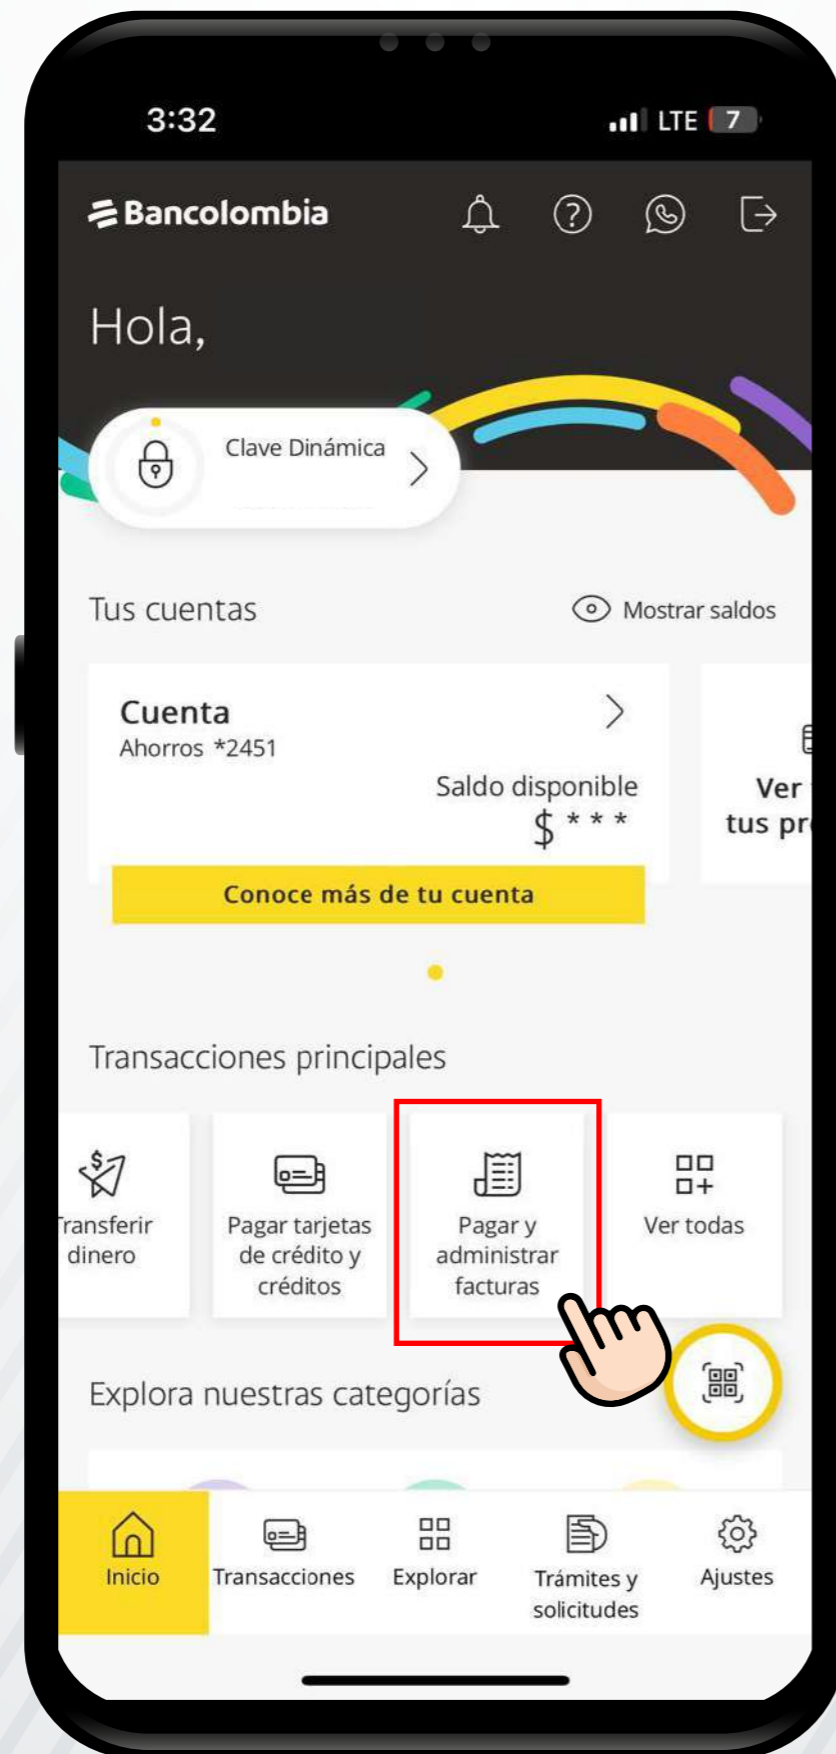 3:32
LTE 7
Bancolombia
Hola,
Clave Dinámica
Tus cuentas
Mostrar saldos
Cuenta
Ahorros *2451
Saldo disponible
$ * * *
Ver
tus pr
Conoce más de tu cuenta
Transacciones principales
Transferir
dinero
Pagar tarjetas
de crédito y
créditos
Pagar y
administrar
facturas
Ver todas
Explora nuestras categorías
Inicio
Transacciones
Explorar
Trámites y
solicitudes
Ajustes